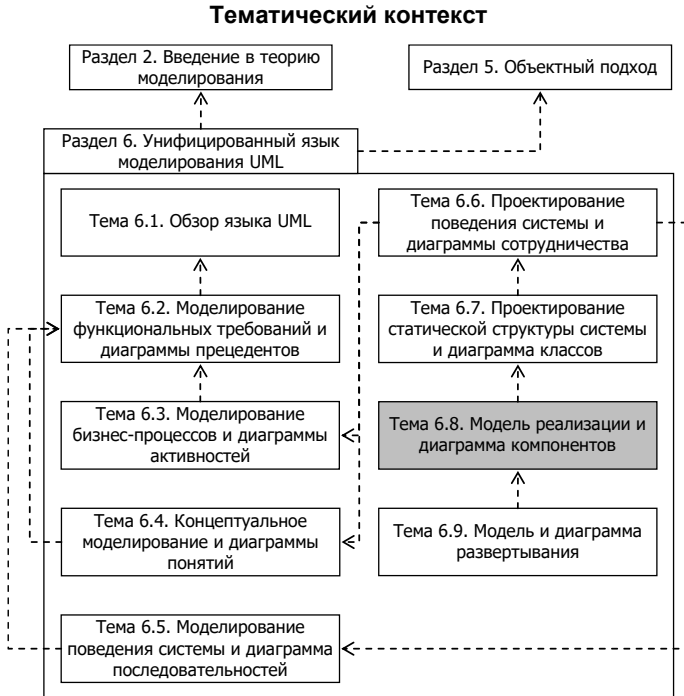 Тематический контекст
Раздел 2. Введение в теорию
моделирования
Раздел 5. Объектный подход
Раздел 6. Унифицированный язык
моделирования UML
Тема 6.1. Обзор языка UML
Тема 6.6. Проектирование
поведения системы и
диаграммы сотрудничества
Тема 6.2. Моделирование
функциональных требований и
диаграммы прецедентов
Тема 6.7. Проектирование
статической структуры системы
и диаграмма классов
Тема 6.3. Моделирование
бизнес-процессов и диаграммы
активностей
Тема 6.8. Модель реализации и
диаграмма компонентов
Тема 6.4. Концептуальное
моделирование и диаграммы
понятий
Тема 6.9. Модель и диаграмма
развертывания
Тема 6.5. Моделирование
поведения системы и диаграмма
последовательностей